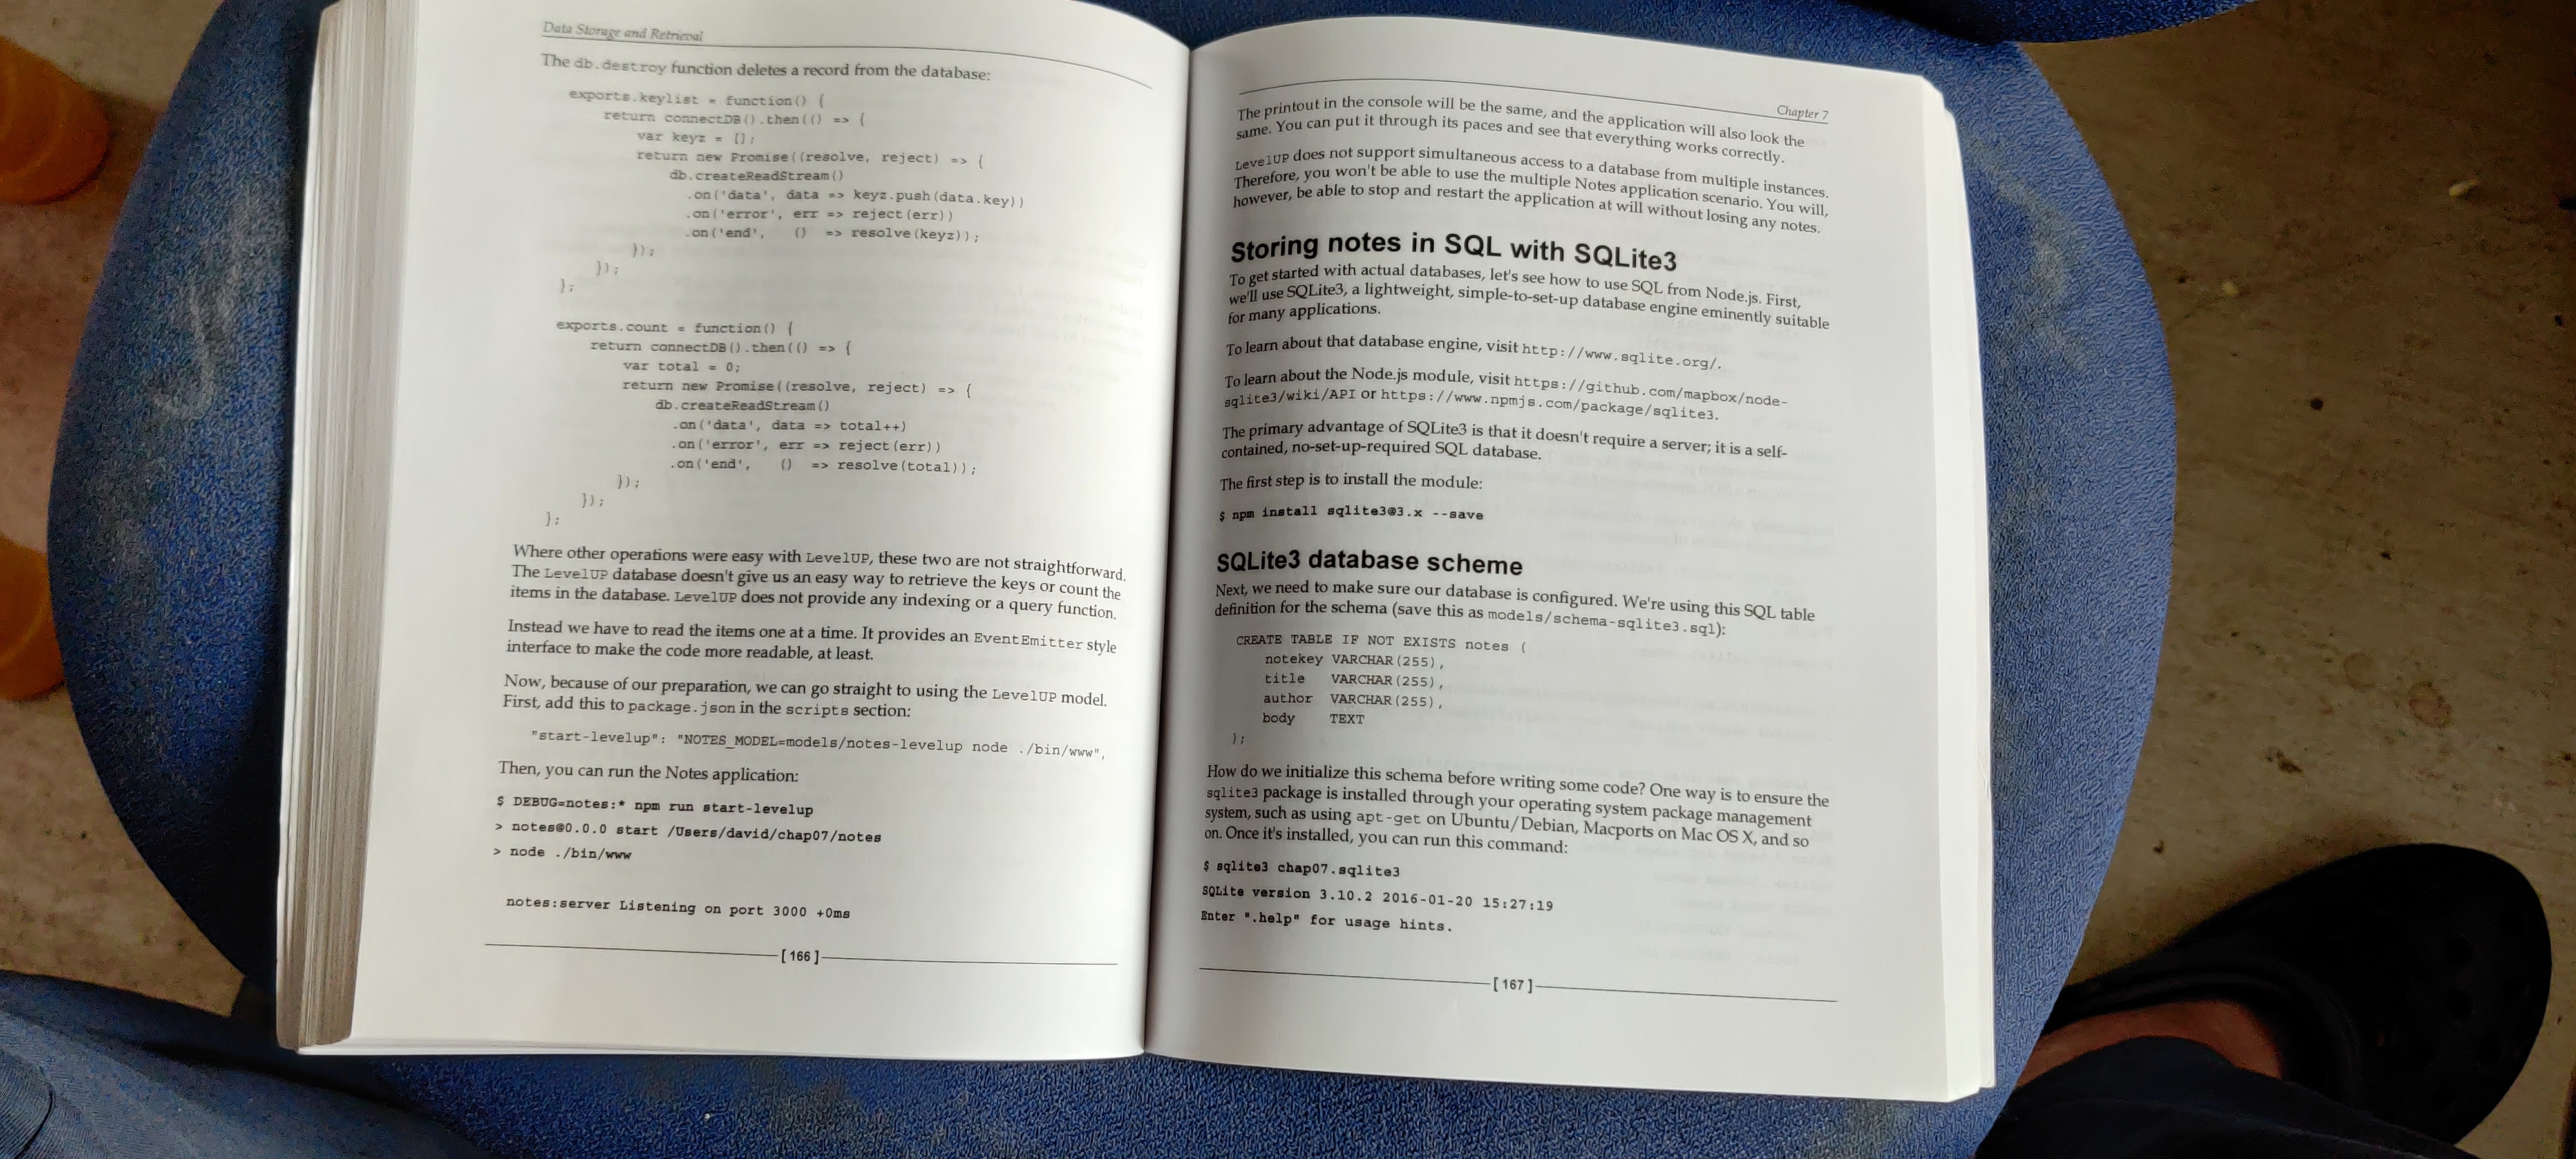 Data Storage and Retrieval
The db.destroy function deletes a record from the database:
exports.keylist = function() {
return connectDB().then(() => {
var keyz = [];
return new Promise((resolve, reject) => {
db.createReadStream()
.on('data', data => keyz.push(data.key))
.on('error', err => reject(err))
.on('end',  () => resolve(keyz));
});
});
};
exports.count = function() {
return connectDB().then(() => {
var total = 0;
return new Promise((resolve, reject) => {
db.createReadStream()
.on('data', data => total++)
.on('error', err => reject(err))
.on('end',  () => resolve(total));
});
});
};
Where other operations were easy with LevelUP, these two are not straightforward.
The LevelUP database doesn't give us an easy way to retrieve the keys or count the
items in the database. LevelUP does not provide any indexing or a query function.
Instead we have to read the items one at a time. It provides an EventEmitter style
interface to make the code more readable, at least.
Now, because of our preparation, we can go straight to using the LevelUP model.
First, add this to package.json in the scripts section:
"start-levelup": "NOTES_MODEL=models/notes-levelup node ./bin/www",
Then, you can run the Notes application:
$ DEBUG=notes:* npm run start-levelup
> notes@0.0.0 start /Users/david/chap07/notes
> node ./bin/www
notes:server Listening on port 3000 +0ms
[166]
Chapter 7
The printout in the console will be the same, and the application will also look the
same. You can put it through its paces and see that everything works correctly.
LevelUP does not support simultaneous access to a database from multiple instances.
Therefore, you won't be able to use the multiple Notes application scenario. You will,
however, be able to stop and restart the application at will without losing any notes.
Storing notes in SQL with SQLite3
To get started with actual databases, let's see how to use SQL from Node.js. First,
we'll use SQLite3, a lightweight, simple-to-set-up database engine eminently suitable
for many applications.
To learn about that database engine, visit http://www.sqlite.org/.
To learn about the Node.js module, visit https://github.com/mapbox/node-
sqlite3/wiki/API or https://www.npmjs.com/package/sqlite3.
The primary advantage of SQLite3 is that it doesn't require a server; it is a self-
contained, no-set-up-required SQL database.
The first step is to install the module:
$ npm install sqlite3@3.x --save
SQLite3 database scheme
Next, we need to make sure our database is configured. We're using this SQL table
definition for the schema (save this as models/schema-sqlite3.sql):
CREATE TABLE IF NOT EXISTS notes (
notekey VARCHAR(255),
title   VARCHAR(255),
author  VARCHAR(255),
body    TEXT
);
How do we initialize this schema before writing some code? One way is to ensure the
sqlite3 package is installed through your operating system package management
system, such as using apt-get on Ubuntu/Debian, Macports on Mac OS X, and so
on. Once it's installed, you can run this command:
$ sqlite3 chap07.sqlite3
SQLite version 3.10.2 2016-01-20 15:27:19
Enter ".help" for usage hints.
[167]